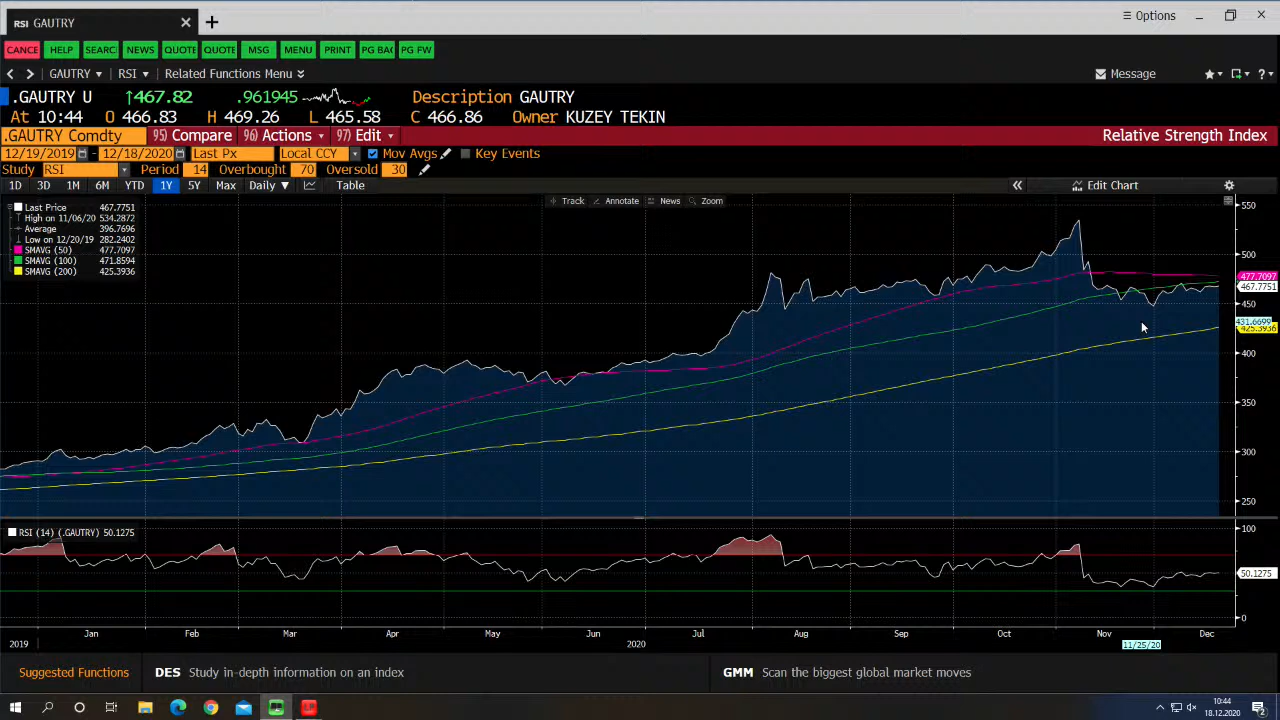 RSI GAUTRY
Options
CANCE HELP SEARC NEWS QUOTE QUOTE MSG MENU PRINT PG BAC PG FW
GAUTRY RSI Related Functions Menu Message
.GAUTRY U ↑467.82 .961945 Description GAUTRY
At 10:44 O 466.83 H 469.26 L 465.58 C 466.86 Owner KUZEY TEKIN
.GAUTRY Comdty 95) Compare 96) Actions 97) Edit Relative Strength Index
12/19/2019 - 12/18/2020 Last Px Local CCY Mov Avgs Key Events
Study RSI Period 14 Overbought 70 Oversold 30
1D 3D 1M 6M YTD 1Y 5Y Max Daily ▼ Table « Edit Chart
Track Annotate News Zoom
Last Price 467.7751
High on 11/06/20 534.2872
Average 396.7696
Low on 12/20/19 282.2402
SMAVG (50) 477.7097
SMAVG (100) 471.8594
SMAVG (200) 425.3936
550
500
477.7097
467.7751
450
431.6699
425.3936
400
350
300
250
RSI (14) (.GAUTRY) 50.1275
100
50.1275
0
Jan Feb Mar Apr May Jun Jul Aug Sep Oct Nov Dec
2019 2020 11/25/20
Suggested Functions DES Study in-depth information on an index GMM Scan the biggest global market moves
10:44
18.12.2020
2